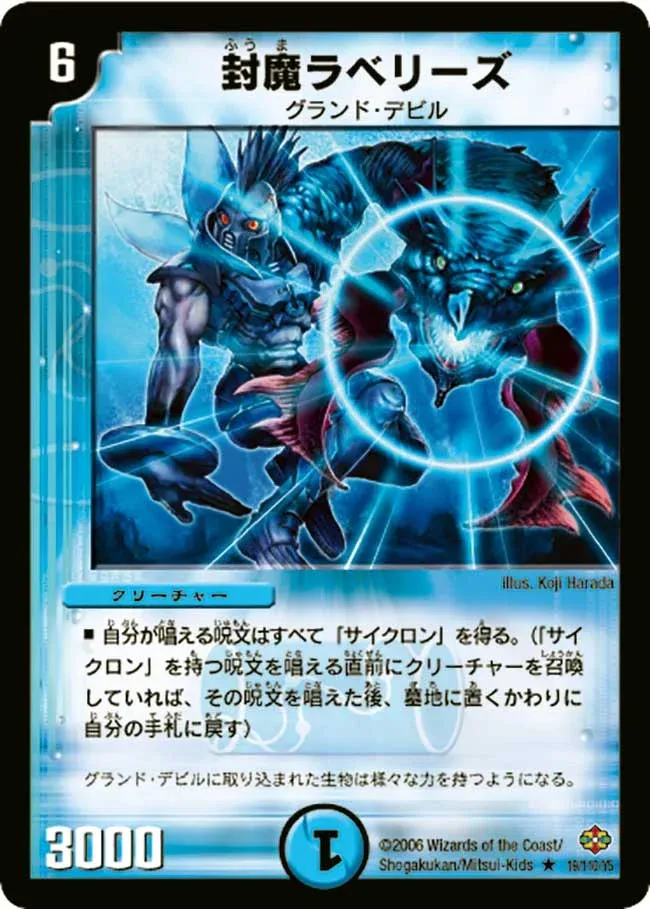 6
ふう ま
封魔ラベリーズ
グランド・デビル
illus. Koji Harada
クリーチャー
■ 自分が唱える呪文はすべて「サイクロン」を得る。(「サイ
クロン」を持つ呪文を唱える直前にクリーチャーを召喚
していれば、その呪文を唱えた後、墓地に置くかわりに
自分の手札に戻す)
グランド・デビルに取り込まれた生物は様々な力を持つようになる。
3000
1
©2006 Wizards of the Coast/
Shogakukan/Mitsui-Kids ★ 19/110/Y5